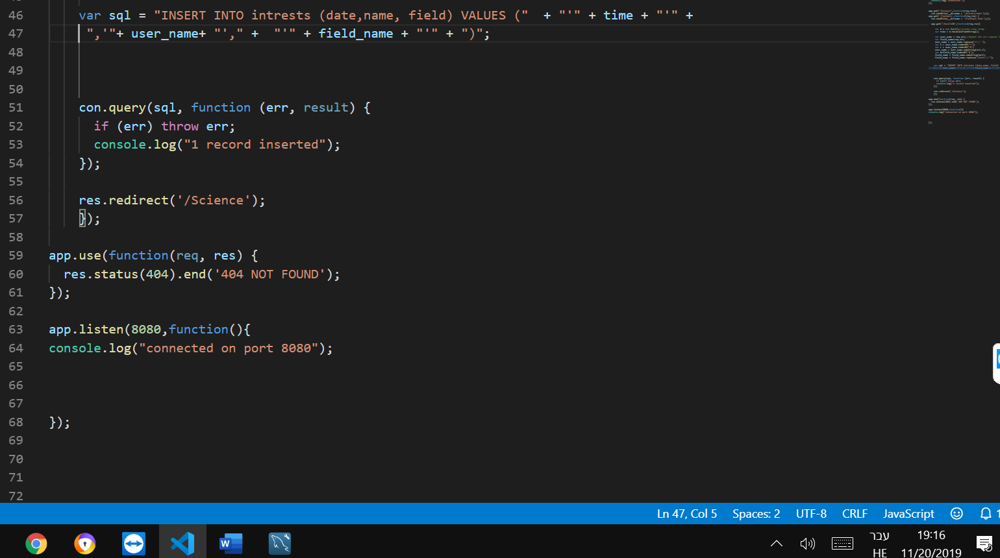 46 var sql = "INSERT INTO intrests (date,name, field) VALUES (" + "'" + time + "'" +
47 ",'"+ user_name+ "'," + "'" + field_name + "'" + ")";
48
49
50
51 con.query(sql, function (err, result) {
52 if (err) throw err;
53 console.log("1 record inserted");
54 });
55
56 res.redirect('/Science');
57 });
58
59 app.use(function(req, res) {
60 res.status(404).end('404 NOT FOUND');
61 });
62
63 app.listen(8080,function(){
64 console.log("connected on port 8080");
65
66
67
68 });
69
70
71
72
Ln 47, Col 5 Spaces: 2 UTF-8 CRLF JavaScript 1
W
עבר 19:16
HE 11/20/2019